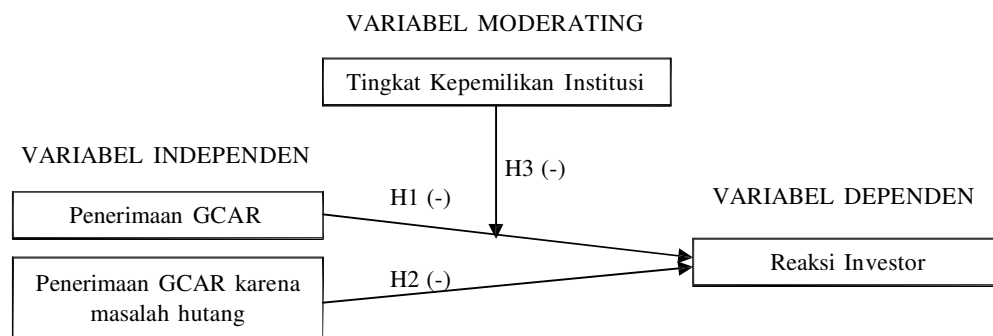 VARIABEL MODERATING
Tingkat Kepemilikan Institusi
VARIABEL INDEPENDEN
H3 (-)
H1 (-)
VARIABEL DEPENDEN
Penerimaan GCAR
Reaksi Investor
Penerimaan GCAR karena
masalah hutang
H2 (-)